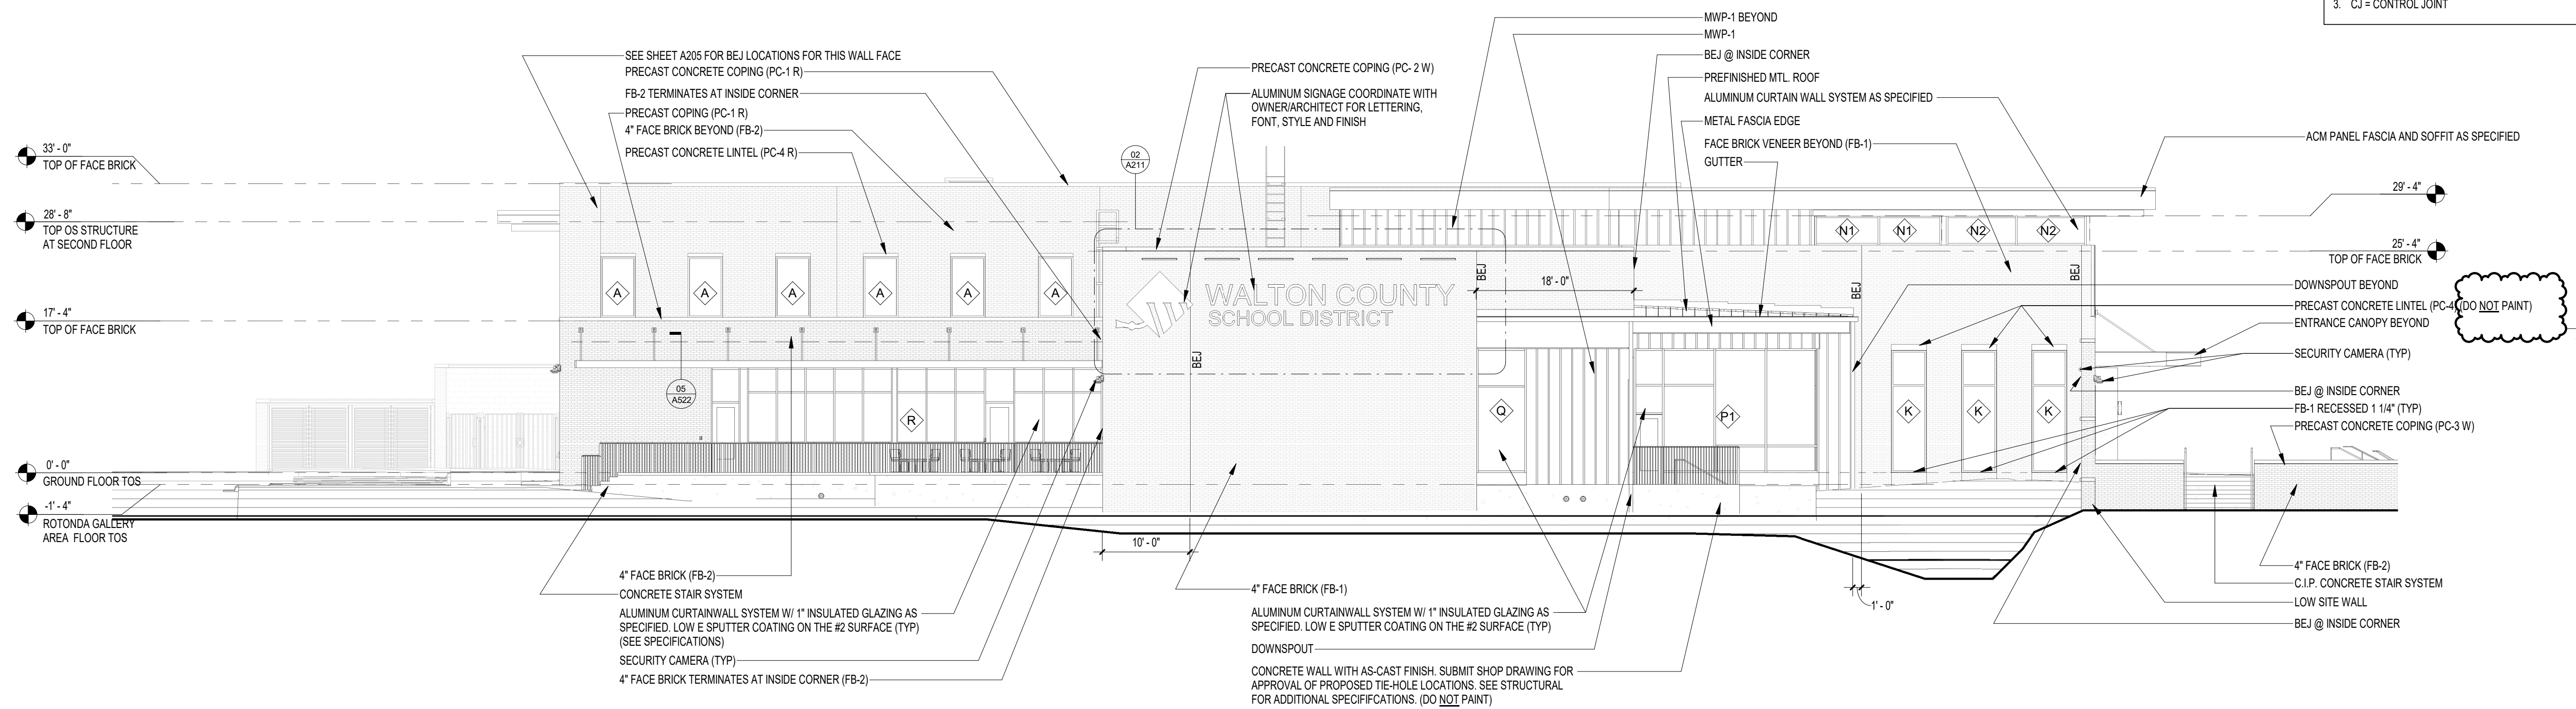 3. CJ = CONTROL JOINT
SEE SHEET A205 FOR BEJ LOCATIONS FOR THIS WALL FACE
PRECAST CONCRETE COPING (PC-1 R)
FB-2 TERMINATES AT INSIDE CORNER
PRECAST COPING (PC-1 R)
4" FACE BRICK BEYOND (FB-2)
PRECAST CONCRETE LINTEL (PC-4 R)
PRECAST CONCRETE COPING (PC- 2 W)
ALUMINUM SIGNAGE COORDINATE WITH
OWNER/ARCHITECT FOR LETTERING,
FONT, STYLE AND FINISH
MWP-1 BEYOND
MWP-1
BEJ @ INSIDE CORNER
PREFINISHED MTL. ROOF
ALUMINUM CURTAIN WALL SYSTEM AS SPECIFIED
METAL FASCIA EDGE
FACE BRICK VENEER BEYOND (FB-1)
GUTTER
ACM PANEL FASCIA AND SOFFIT AS SPECIFIED
33' - 0"
TOP OF FACE BRICK
28' - 8"
TOP OS STRUCTURE
AT SECOND FLOOR
17' - 4"
TOP OF FACE BRICK
0' - 0"
GROUND FLOOR TOS
-1' - 4"
ROTONDA GALLERY
AREA FLOOR TOS
02
A211
05
A522
A
A
A
A
A
A
R
WALTON COUNTY
SCHOOL DISTRICT
W
BEJ
BEJ
18' - 0"
BEJ
BEJ
N1
N1
N2
N2
Q
P1
K
K
K
10' - 0"
1' - 0"
29' - 4"
25' - 4"
TOP OF FACE BRICK
DOWNSPOUT BEYOND
PRECAST CONCRETE LINTEL (PC-4) (DO NOT PAINT)
ENTRANCE CANOPY BEYOND
SECURITY CAMERA (TYP)
BEJ @ INSIDE CORNER
FB-1 RECESSED 1 1/4" (TYP)
PRECAST CONCRETE COPING (PC-3 W)
4" FACE BRICK (FB-2)
C.I.P. CONCRETE STAIR SYSTEM
LOW SITE WALL
BEJ @ INSIDE CORNER
4" FACE BRICK (FB-2)
CONCRETE STAIR SYSTEM
ALUMINUM CURTAINWALL SYSTEM W/ 1" INSULATED GLAZING AS
SPECIFIED. LOW E SPUTTER COATING ON THE #2 SURFACE (TYP)
(SEE SPECIFICATIONS)
SECURITY CAMERA (TYP)
4" FACE BRICK TERMINATES AT INSIDE CORNER (FB-2)
4" FACE BRICK (FB-1)
ALUMINUM CURTAINWALL SYSTEM W/ 1" INSULATED GLAZING AS
SPECIFIED. LOW E SPUTTER COATING ON THE #2 SURFACE (TYP)
DOWNSPOUT
CONCRETE WALL WITH AS-CAST FINISH. SUBMIT SHOP DRAWING FOR
APPROVAL OF PROPOSED TIE-HOLE LOCATIONS. SEE STRUCTURAL
FOR ADDITIONAL SPECIFIFCATIONS. (DO NOT PAINT)